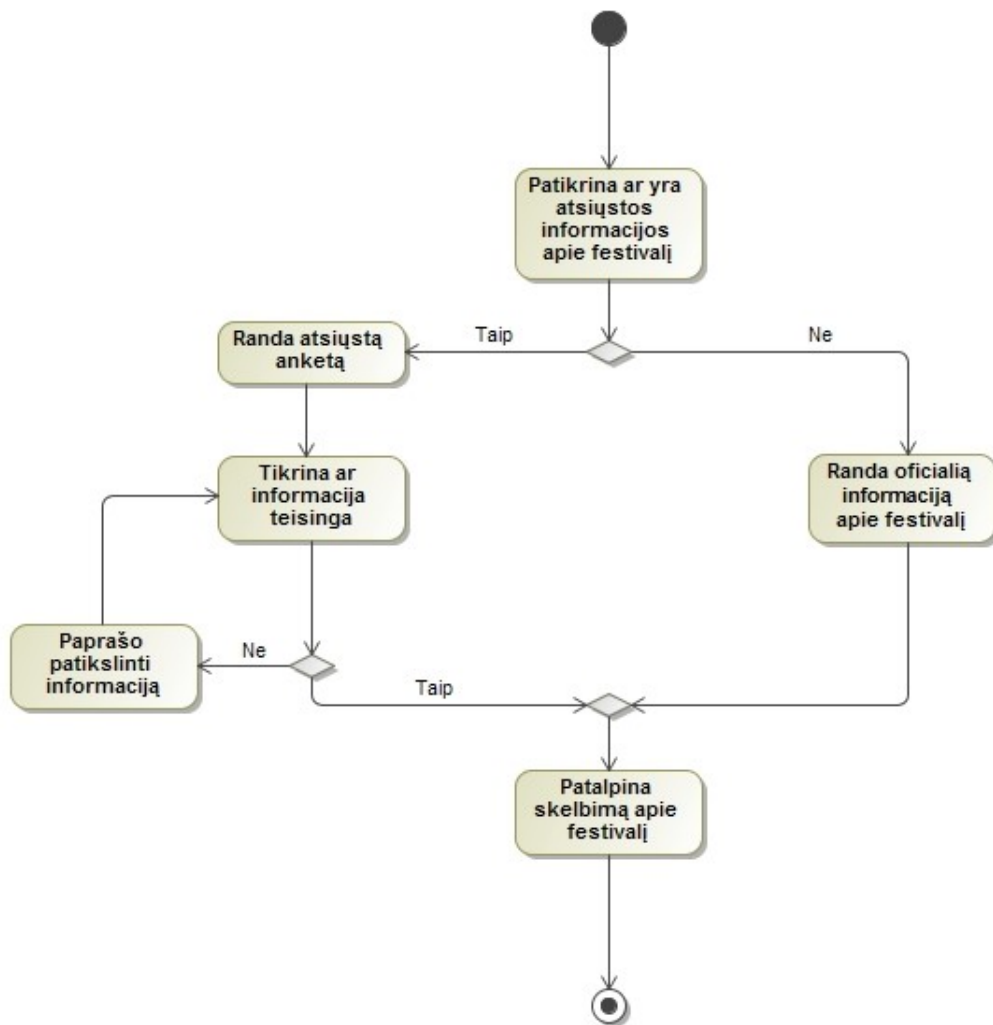 Patikrina ar yra
atsiųstos
informacijos
apie festivalį
Taip
Ne
Randa atsiųstą
anketą
Tikrina ar
informacija
teisinga
Randa oficialią
informaciją
apie festivalį
Paprašo
patikslinti
informaciją
Ne
Taip
Patalpina
skelbimą apie
festivalį